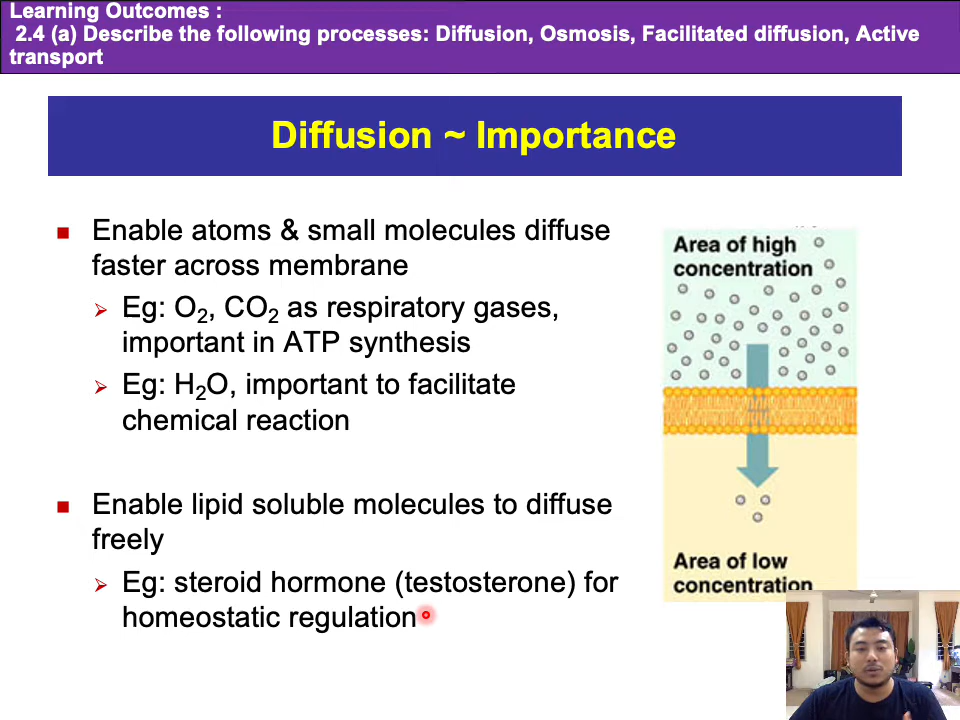 Learning Outcomes :
2.4 (a) Describe the following processes: Diffusion, Osmosis, Facilitated diffusion, Active
transport
Diffusion ~ Importance
Enable atoms & small molecules diffuse
faster across membrane
Eg: O₂, CO₂ as respiratory gases,
important in ATP synthesis
Eg: H₂O, important to facilitate
chemical reaction
Enable lipid soluble molecules to diffuse
freely
Eg: steroid hormone (testosterone) for
homeostatic regulation
Area of high
concentration
Area of low
concentration